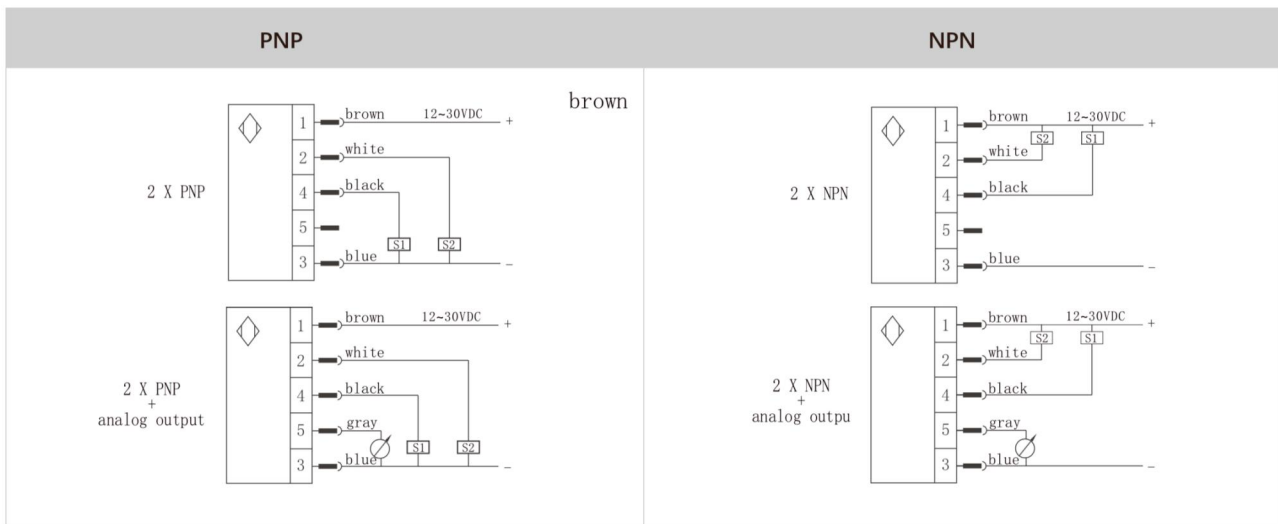 PNP
NPN
brown
2 X PNP
1 brown 12~30VDC +
2 white
4 black
5
S1 S2
3 blue −
2 X PNP
+
analog output
1 brown 12~30VDC +
2 white
4 black
5 gray
S1 S2
3 blue −
2 X NPN
1 brown 12~30VDC +
S2 S1
2 white
4 black
5
3 blue −
2 X NPN
+
analog outpu
1 brown 12~30VDC +
S2 S1
2 white
4 black
5 gray
3 blue −